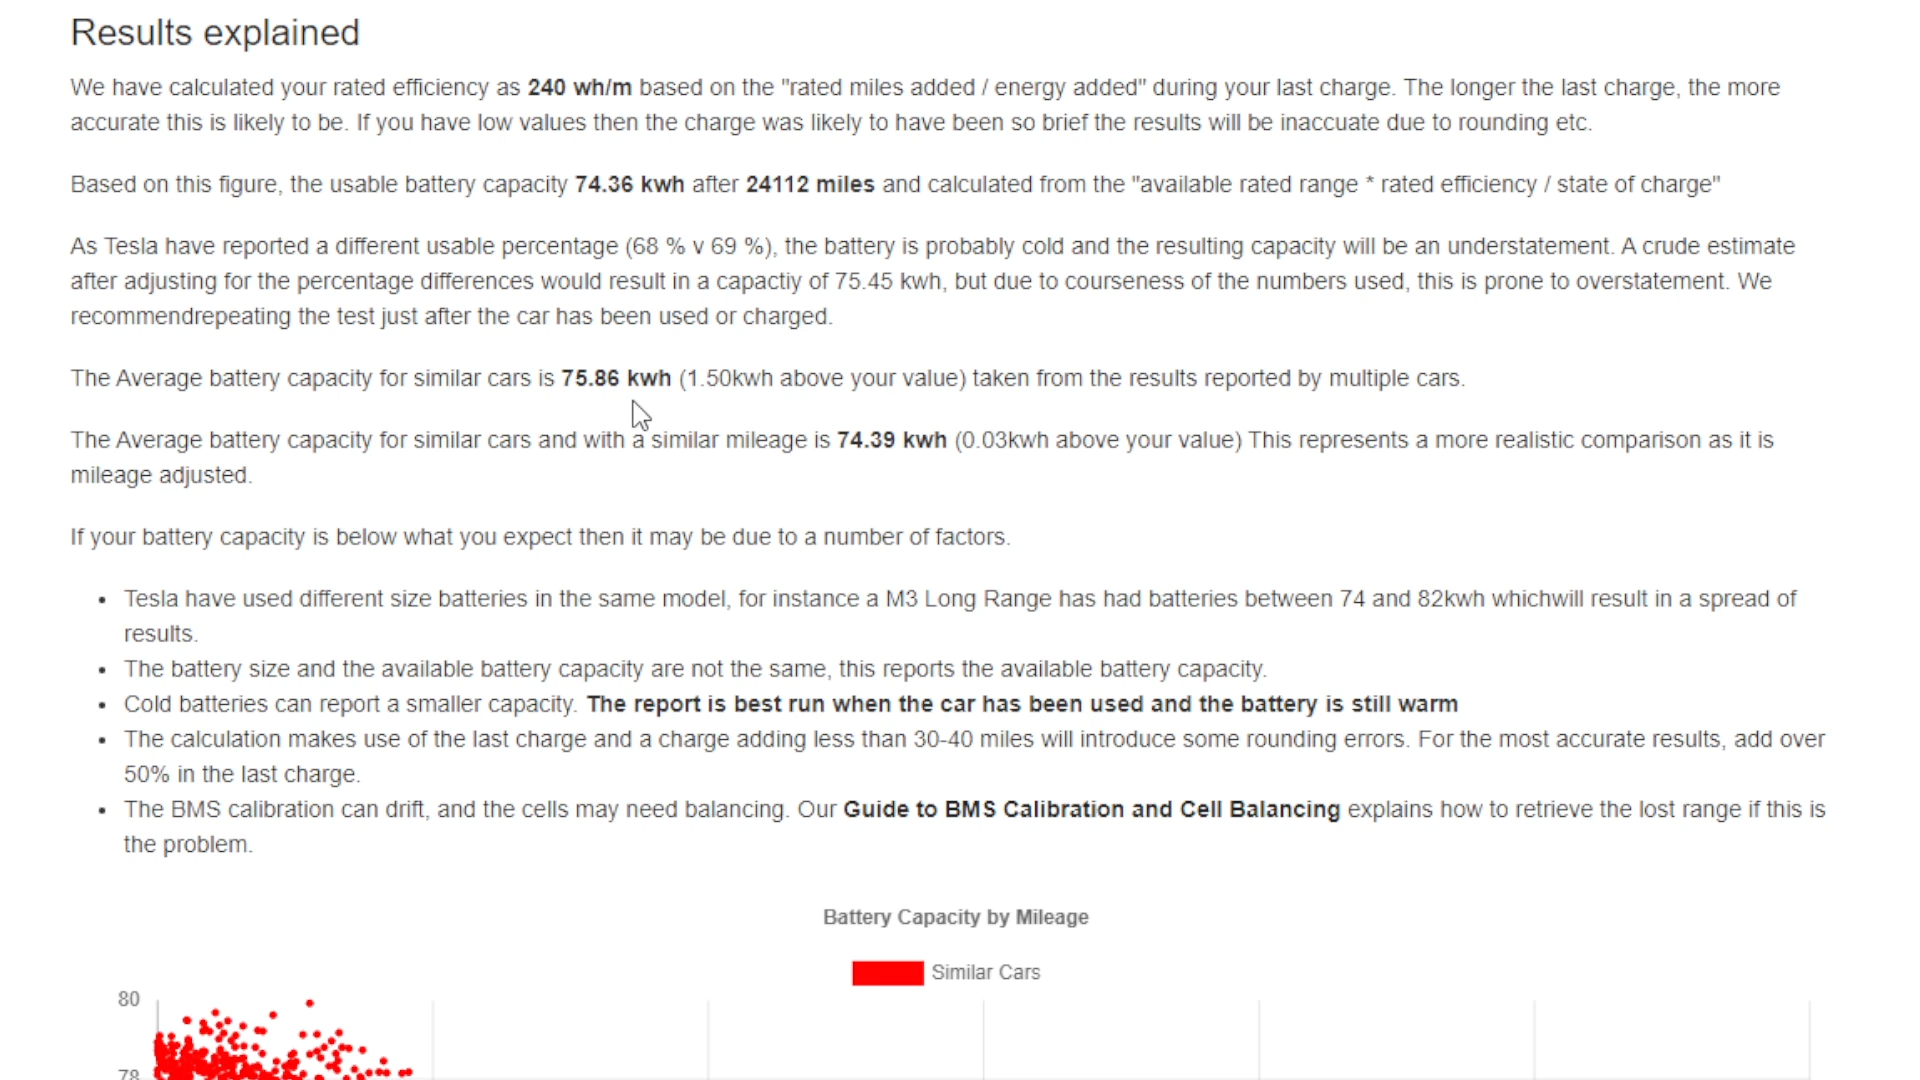 Results explained
We have calculated your rated efficiency as 240 wh/m based on the "rated miles added / energy added" during your last charge. The longer the last charge, the more
accurate this is likely to be. If you have low values then the charge was likely to have been so brief the results will be inaccuate due to rounding etc.
Based on this figure, the usable battery capacity 74.36 kwh after 24112 miles and calculated from the "available rated range * rated efficiency / state of charge"
As Tesla have reported a different usable percentage (68 % v 69 %), the battery is probably cold and the resulting capacity will be an understatement. A crude estimate
after adjusting for the percentage differences would result in a capactiy of 75.45 kwh, but due to courseness of the numbers used, this is prone to overstatement. We
recommendrepeating the test just after the car has been used or charged.
The Average battery capacity for similar cars is 75.86 kwh (1.50kwh above your value) taken from the results reported by multiple cars.
The Average battery capacity for similar cars and with a similar mileage is 74.39 kwh (0.03kwh above your value) This represents a more realistic comparison as it is
mileage adjusted.
If your battery capacity is below what you expect then it may be due to a number of factors.
• Tesla have used different size batteries in the same model, for instance a M3 Long Range has had batteries between 74 and 82kwh whichwill result in a spread of
results.
• The battery size and the available battery capacity are not the same, this reports the available battery capacity.
• Cold batteries can report a smaller capacity. The report is best run when the car has been used and the battery is still warm
• The calculation makes use of the last charge and a charge adding less than 30-40 miles will introduce some rounding errors. For the most accurate results, add over
50% in the last charge.
• The BMS calibration can drift, and the cells may need balancing. Our Guide to BMS Calibration and Cell Balancing explains how to retrieve the lost range if this is
the problem.
Battery Capacity by Mileage
Similar Cars
80
78